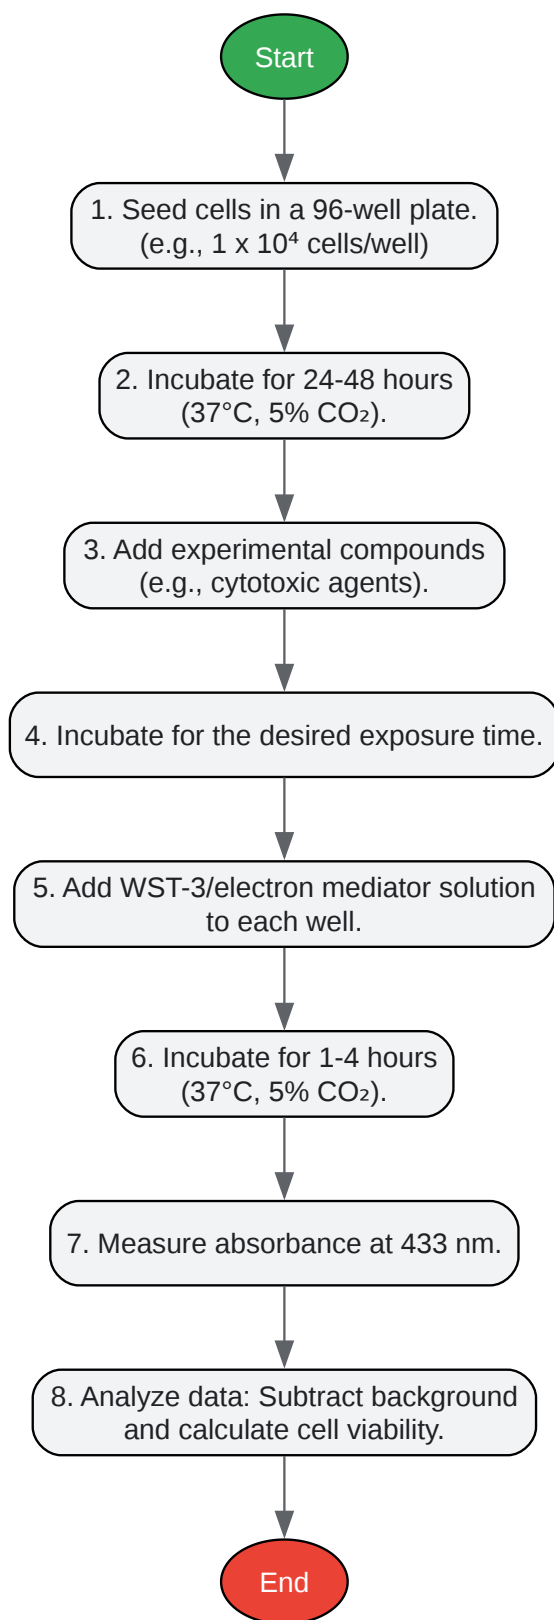 Start
1. Seed cells in a 96-well plate.
(e.g., 1 x 10⁴ cells/well)
2. Incubate for 24-48 hours
(37°C, 5% CO₂).
3. Add experimental compounds
(e.g., cytotoxic agents).
4. Incubate for the desired exposure time.
5. Add WST-3/electron mediator solution
to each well.
6. Incubate for 1-4 hours
(37°C, 5% CO₂).
7. Measure absorbance at 433 nm.
8. Analyze data: Subtract background
and calculate cell viability.
End